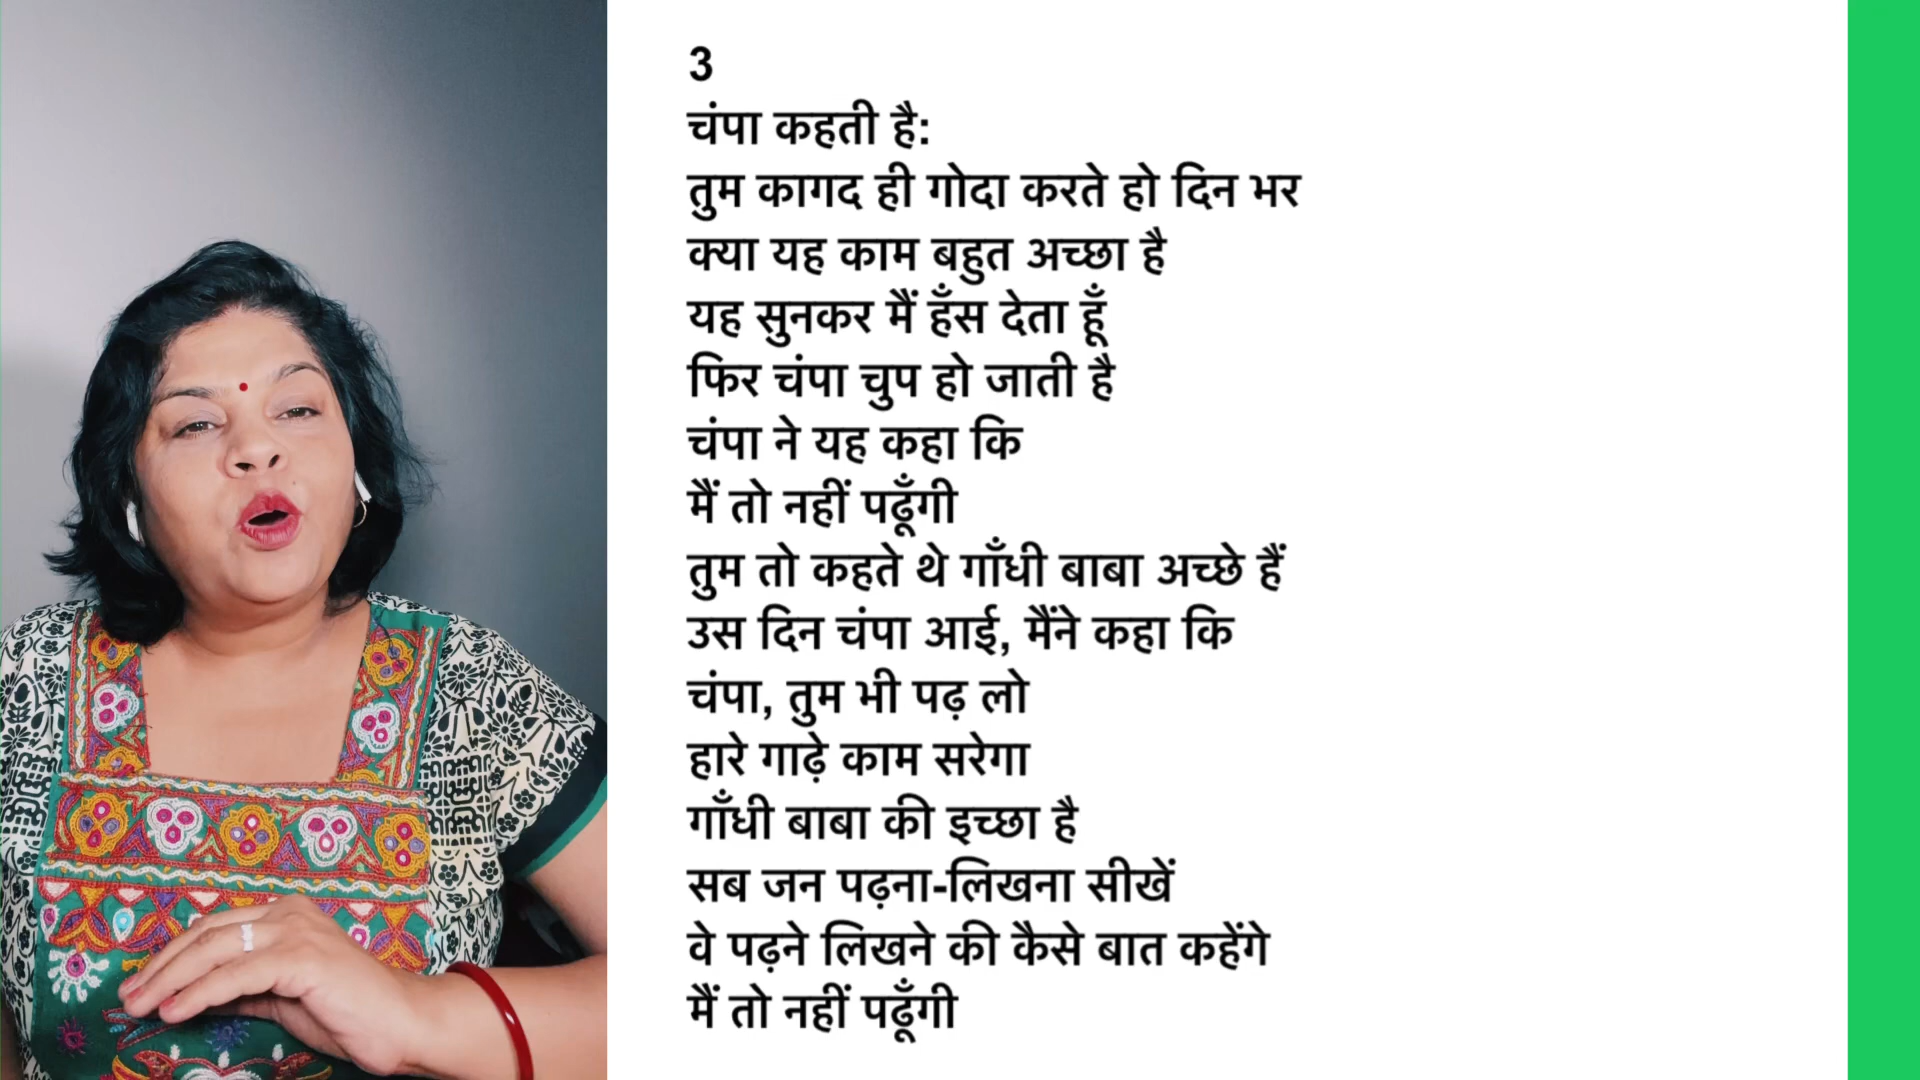 3
चंपा कहती है:
तुम कागद ही गोदा करते हो दिन भर
क्या यह काम बहुत अच्छा है
यह सुनकर मैं हँस देता हूँ
फिर चंपा चुप हो जाती है
चंपा ने यह कहा कि
मैं तो नहीं पढूँगी
तुम तो कहते थे गाँधी बाबा अच्छे हैं
उस दिन चंपा आई, मैंने कहा कि
चंपा, तुम भी पढ़ लो
हारे गाढ़े काम सरेगा
गाँधी बाबा की इच्छा है
सब जन पढ़ना-लिखना सीखें
वे पढ़ने लिखने की कैसे बात कहेंगे
मैं तो नहीं पढूँगी